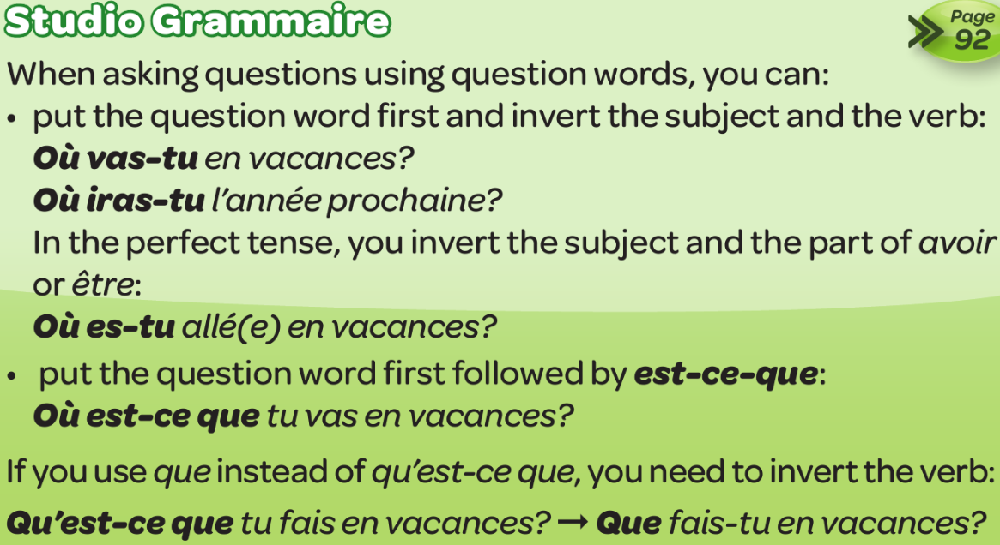 Studio Grammaire
Page
92
When asking questions using question words, you can:
• put the question word first and invert the subject and the verb:
Où vas-tu en vacances?
Où iras-tu l'année prochaine?
In the perfect tense, you invert the subject and the part of avoir
or être:
Où es-tu allé(e) en vacances?
• put the question word first followed by est-ce-que:
Où est-ce que tu vas en vacances?
If you use que instead of qu'est-ce que, you need to invert the verb:
Qu'est-ce que tu fais en vacances? → Que fais-tu en vacances?